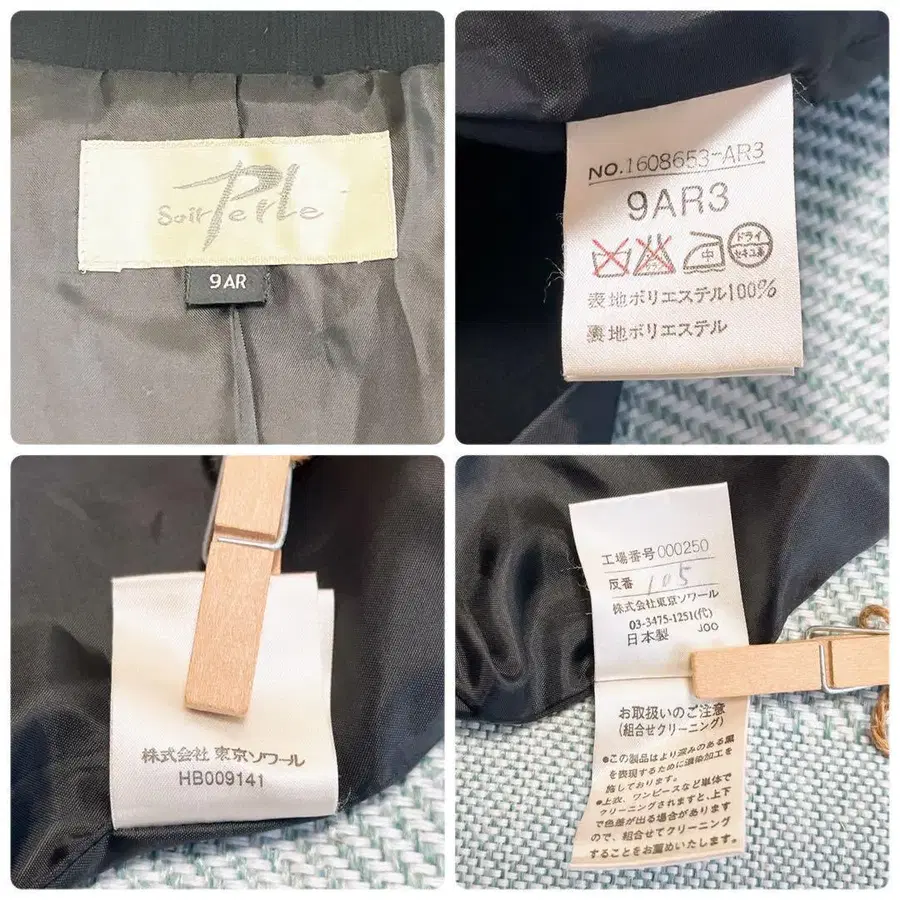 Soir Perle
9AR
NO.1608653-AR3
9AR3
中
ドライ
セキユ系
表地ポリエステル100%
裏地ポリエステル
株式会社 東京ソワール
HB009141
工場番号000250
反番 105
株式会社東京ソワール
03-3475-1251(代)
日本製 JOO
お取扱いのご注意
(組合せクリーニング)
●この製品はより深みのある黒
を表現するために濃染加工を
施しております。
●上衣、ワンピースなど単体で
クリーニングされますと、上下
で色差が出る場合があります
ので、組合せてクリーニング
することをお薦めいたします。